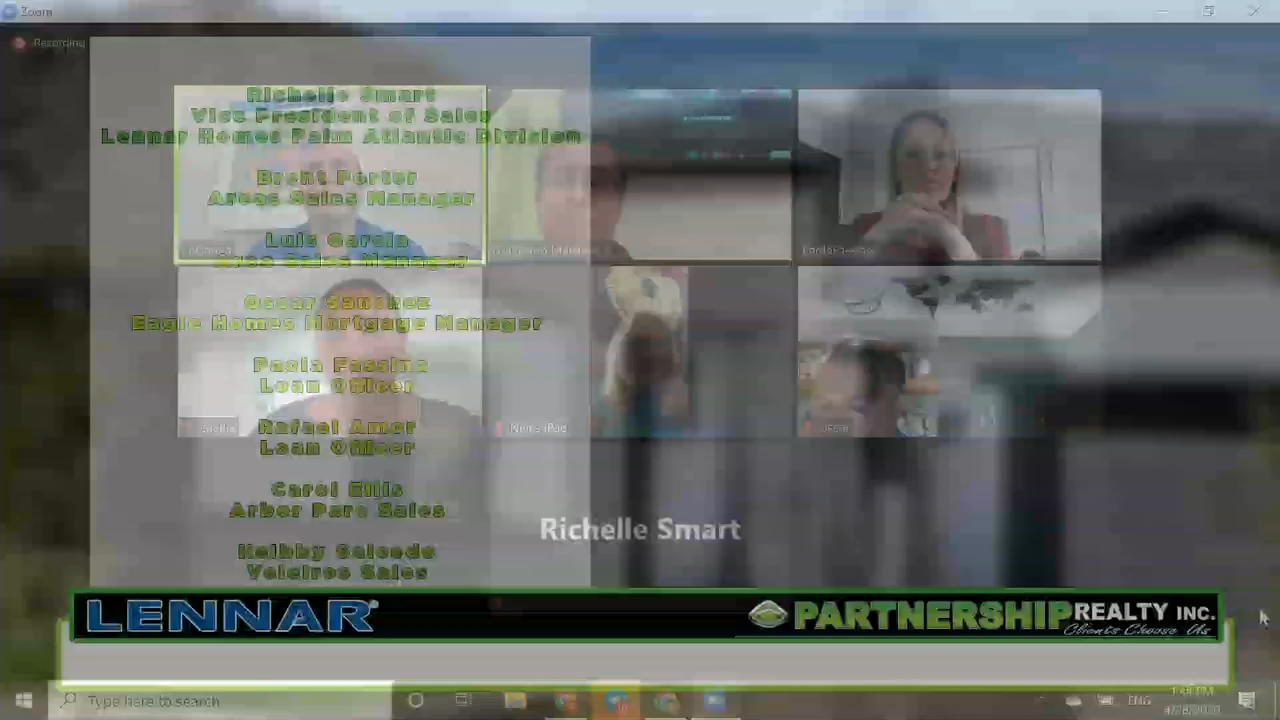 Zoom
Recording
Richelle Smart
Vice President of Sales
Lennar Homes Palm Atlantic Division
Brent Porter
Areas Sales Manager
Luis Garcia
Area Sales Manager
Oscar Sanchez
Eagle Homes Mortgage Manager
Paola Fassina
Loan Officer
Rafael Amor
Loan Officer
Carol Ellis
Arbor Parc Sales
Kelbby Salcedo
Veleiros Sales
Richelle Smart
LENNAR®
PARTNERSHIP REALTY INC.
Clients Choose Us
Type here to search
ENG